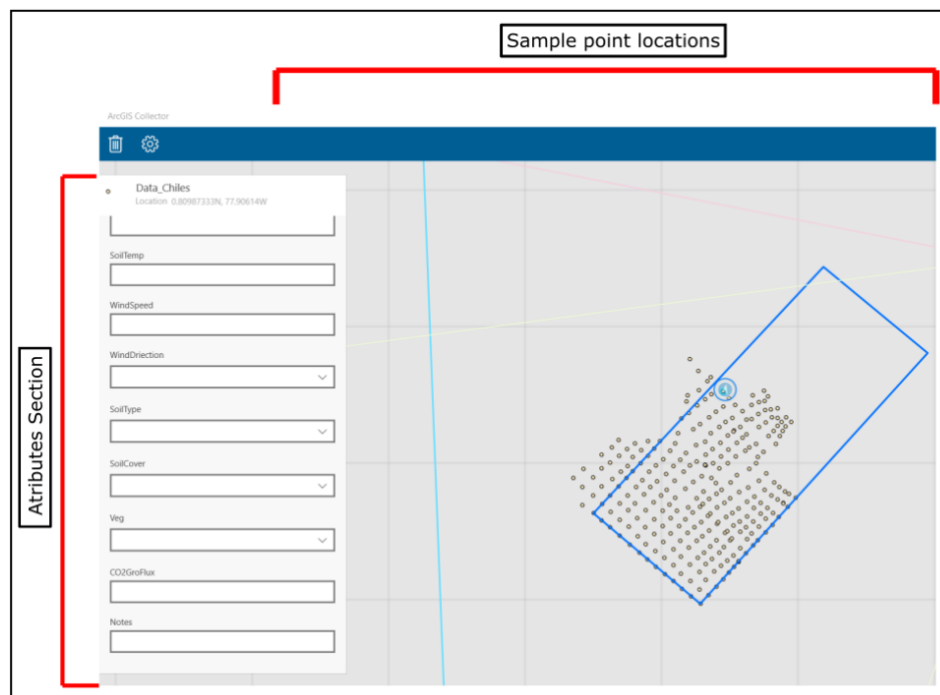 Sample point locations
ArcGIS Collector
Data_Chiles
Location 0.80987333N, 77.90614W
SoilTemp
WindSpeed
WindDriection
SoilType
SoilCover
Veg
CO2GroFlux
Notes
Atributes Section